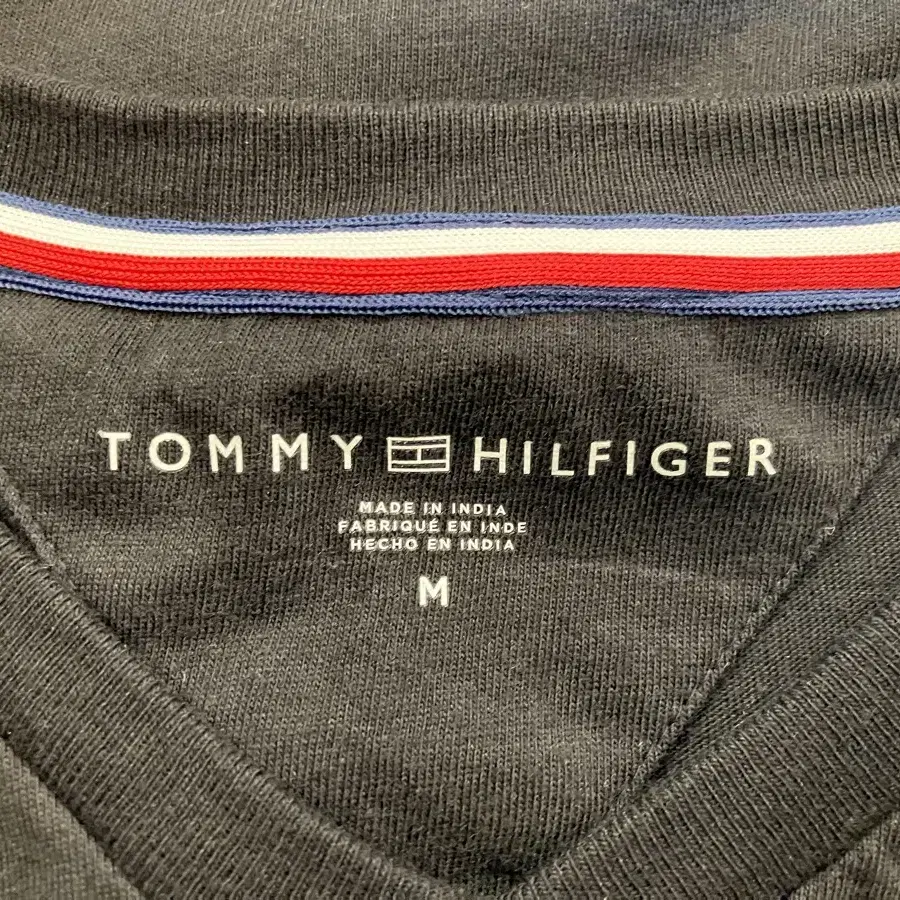 TOMMY HILFIGER
MADE IN INDIA
FABRIQUÉ EN INDE
HECHO EN INDIA
M